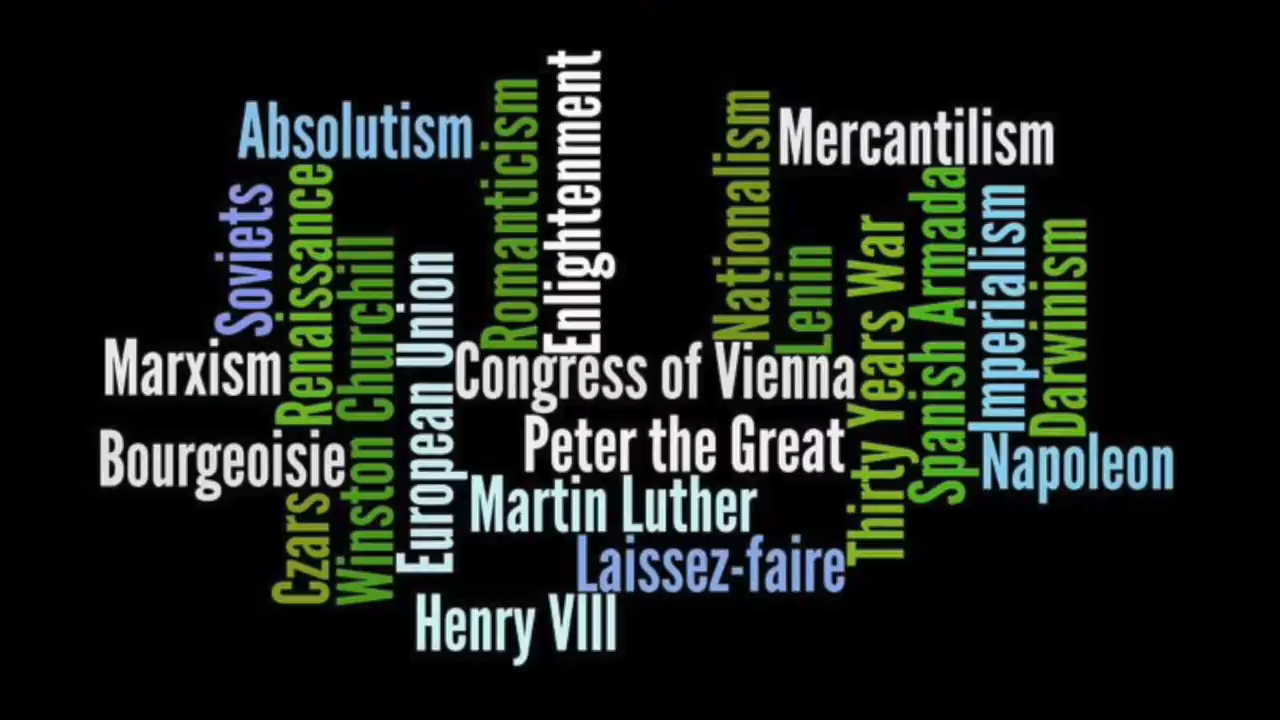 Absolutism
Soviets
Renaissance
Winston Churchill
European Union
Romanticism
Enlightenment
Nationalism
Lenin
Mercantilism
Thirty Years War
Spanish Armada
Imperialism
Darwinism
Marxism
Congress of Vienna
Bourgeoisie
Peter the Great
Napoleon
Czars
Martin Luther
Laissez-faire
Henry VIII